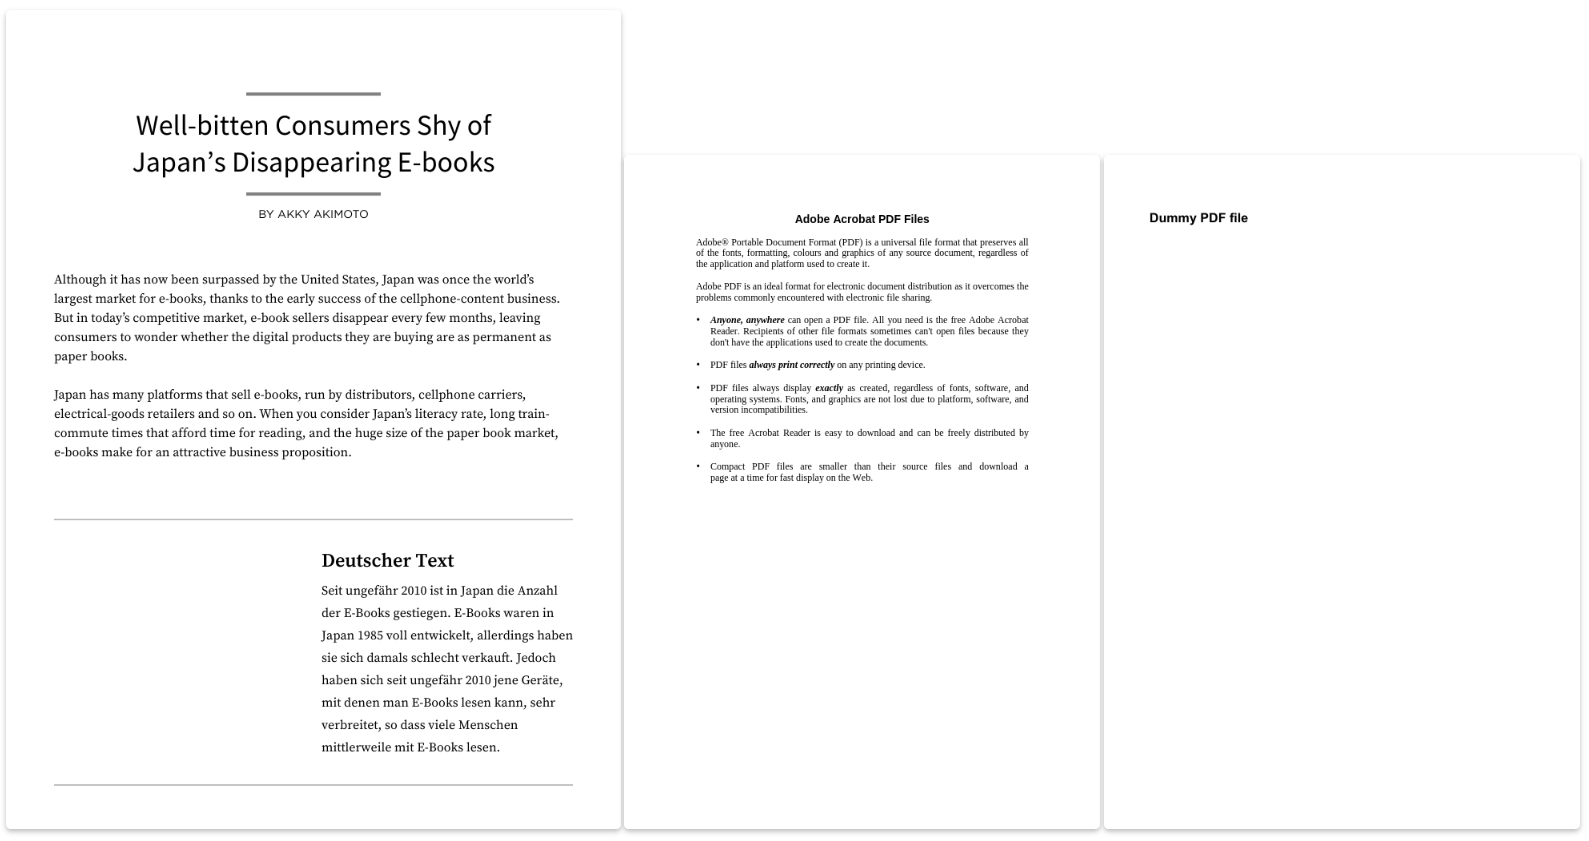 Well-bitten Consumers Shy of
Japan’s Disappearing E-books
BY AKKY AKIMOTO
Although it has now been surpassed by the United States, Japan was once the world’s
largest market for e-books, thanks to the early success of the cellphone-content business.
But in today’s competitive market, e-book sellers disappear every few months, leaving
consumers to wonder whether the digital products they are buying are as permanent as
paper books.
Japan has many platforms that sell e-books, run by distributors, cellphone carriers,
electrical-goods retailers and so on. When you consider Japan’s literacy rate, long train-
commute times that afford time for reading, and the huge size of the paper book market,
e-books make for an attractive business proposition.
Deutscher Text
Seit ungefähr 2010 ist in Japan die Anzahl
der E-Books gestiegen. E-Books waren in
Japan 1985 voll entwickelt, allerdings haben
sie sich damals schlecht verkauft. Jedoch
haben sich seit ungefähr 2010 jene Geräte,
mit denen man E-Books lesen kann, sehr
verbreitet, so dass viele Menschen
mittlerweile mit E-Books lesen.
Adobe Acrobat PDF Files
Adobe® Portable Document Format (PDF) is a universal file format that preserves all
of the fonts, formatting, colours and graphics of any source document, regardless of
the application and platform used to create it.
Adobe PDF is an ideal format for electronic document distribution as it overcomes the
problems commonly encountered with electronic file sharing.
• Anyone, anywhere can open a PDF file. All you need is the free Adobe Acrobat
Reader. Recipients of other file formats sometimes can't open files because they
don't have the applications used to create the documents.
• PDF files always print correctly on any printing device.
• PDF files always display exactly as created, regardless of fonts, software, and
operating systems. Fonts, and graphics are not lost due to platform, software, and
version incompatibilities.
• The free Acrobat Reader is easy to download and can be freely distributed by
anyone.
• Compact PDF files are smaller than their source files and download a
page at a time for fast display on the Web.
Dummy PDF file